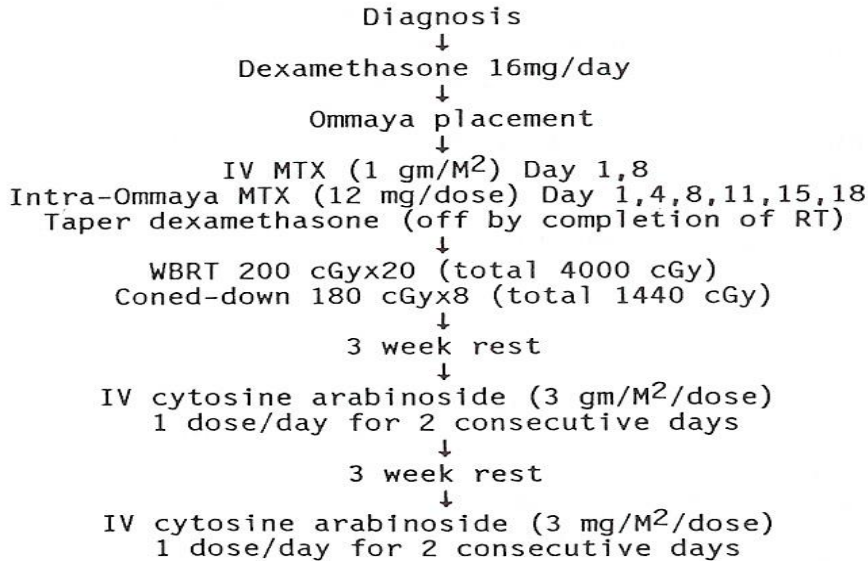 Diagnosis
↓
Dexamethasone 16mg/day
↓
Ommaya placement
↓
IV MTX (1 gm/M²) Day 1,8
Intra-Ommaya MTX (12 mg/dose) Day 1,4,8,11,15,18
Taper dexamethasone (off by completion of RT)
↓
WBRT 200 cGyx20 (total 4000 cGy)
Coned-down 180 cGyx8 (total 1440 cGy)
↓
3 week rest
↓
IV cytosine arabinoside (3 gm/M²/dose)
1 dose/day for 2 consecutive days
↓
3 week rest
↓
IV cytosine arabinoside (3 mg/M²/dose)
1 dose/day for 2 consecutive days